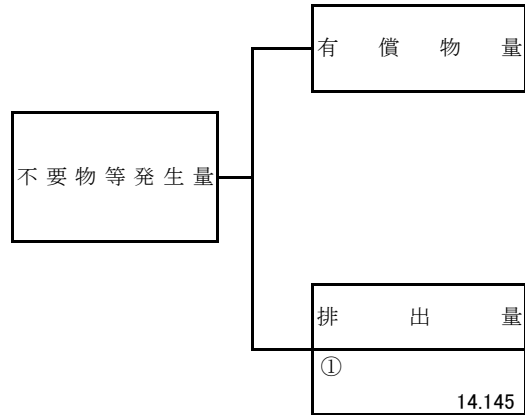 有償物量
不要物等発生量
排出量
①
14.145